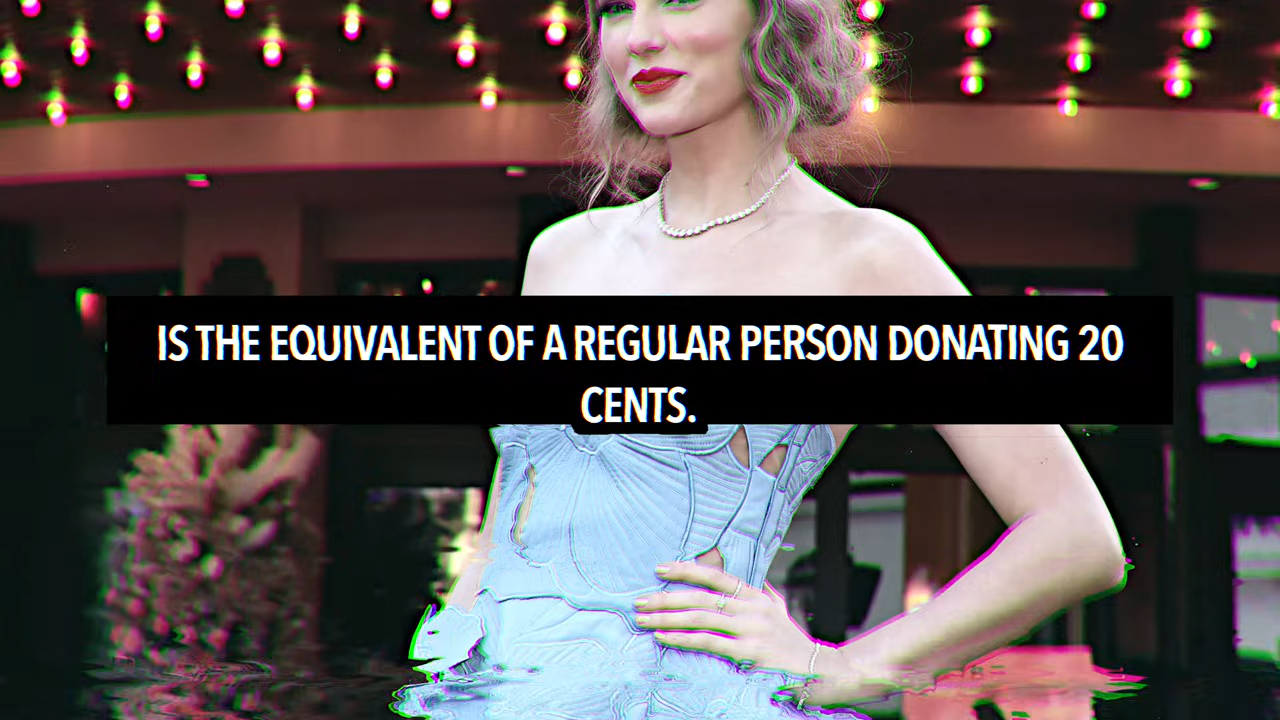 IS THE EQUIVALENT OF A REGULAR PERSON DONATING 20
CENTS.